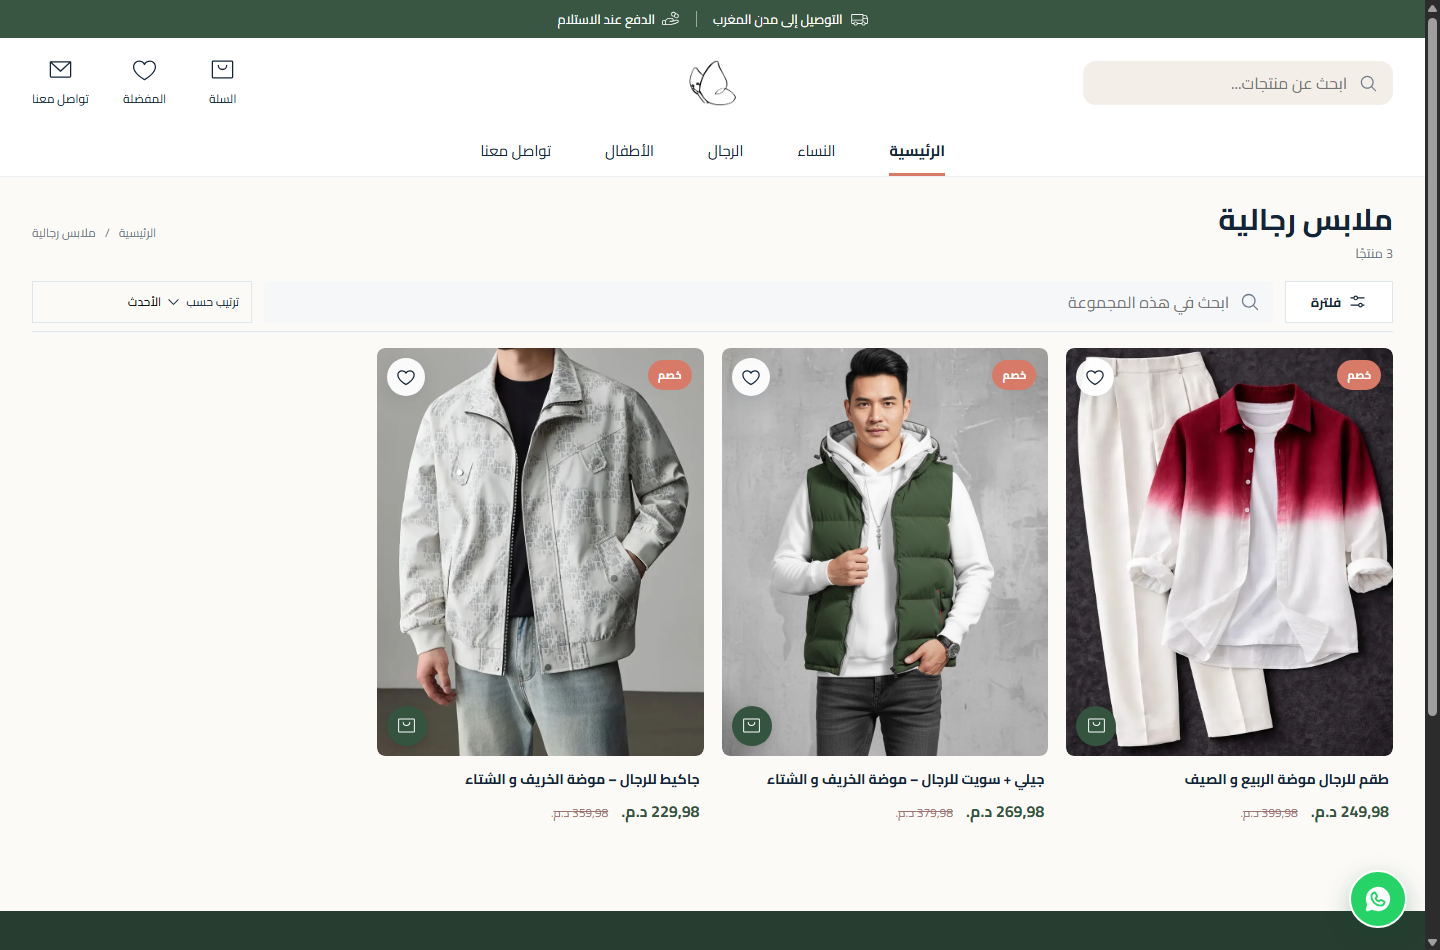 التوصيل إلى مدن المغرب
الدفع عند الاستلام
ابحث عن منتجات...
السلة
المفضلة
تواصل معنا
الرئيسية
النساء
الرجال
الأطفال
تواصل معنا
ملابس رجالية
3 منتجًا
الرئيسية / ملابس رجالية
فلترة
ابحث في هذه المجموعة
ترتيب حسب الأحدث
خصم
خصم
خصم
طقم للرجال موضة الربيع و الصيف
249,98 د.م. 399,98 د.م.
جيلي + سويت للرجال – موضة الخريف و الشتاء
269,98 د.م. 379,98 د.م.
جاكيط للرجال – موضة الخريف و الشتاء
229,98 د.م. 359,98 د.م.